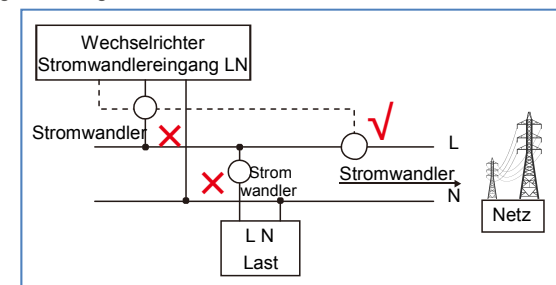 Wechselrichter
Stromwandlereingang LN
Stromwandler
L
Strom
wandler
Stromwandler
N
L N
Last
Netz